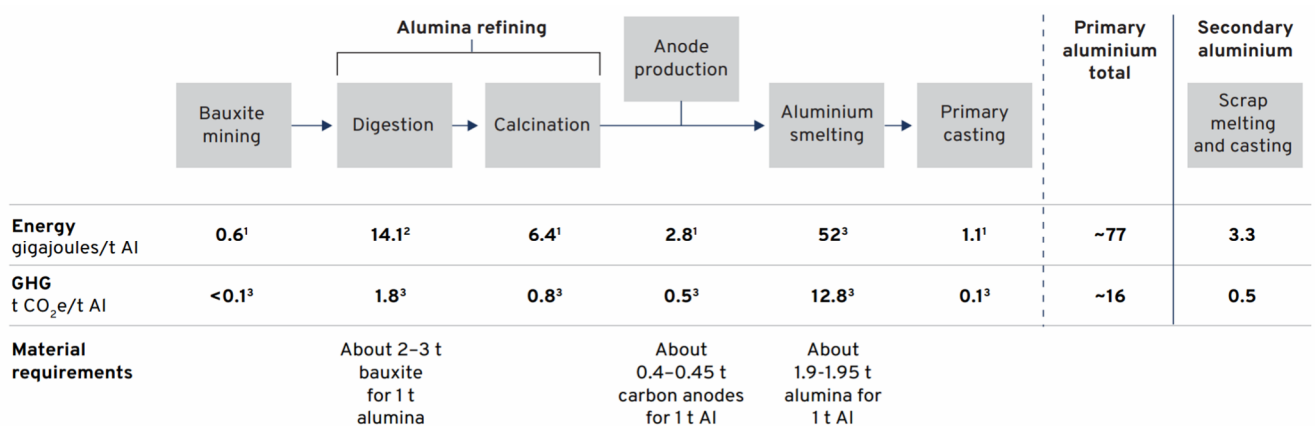 Alumina refining
Primary
aluminium
total
Secondary
aluminium
Bauxite
mining
Digestion
Calcination
Anode
production
Aluminium
smelting
Primary
casting
Scrap
melting
and casting
Energy
gigajoules/t Al
0.6¹
14.1²
6.4¹
2.8¹
52³
1.1¹
~77
3.3
GHG
t CO₂e/t Al
<0.1³
1.8³
0.8³
0.5³
12.8³
0.1³
~16
0.5
Material
requirements
About 2–3 t
bauxite
for 1 t
alumina
About
0.4–0.45 t
carbon anodes
for 1 t Al
About
1.9-1.95 t
alumina for
1 t Al